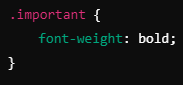 .important {
    font-weight: bold;
}